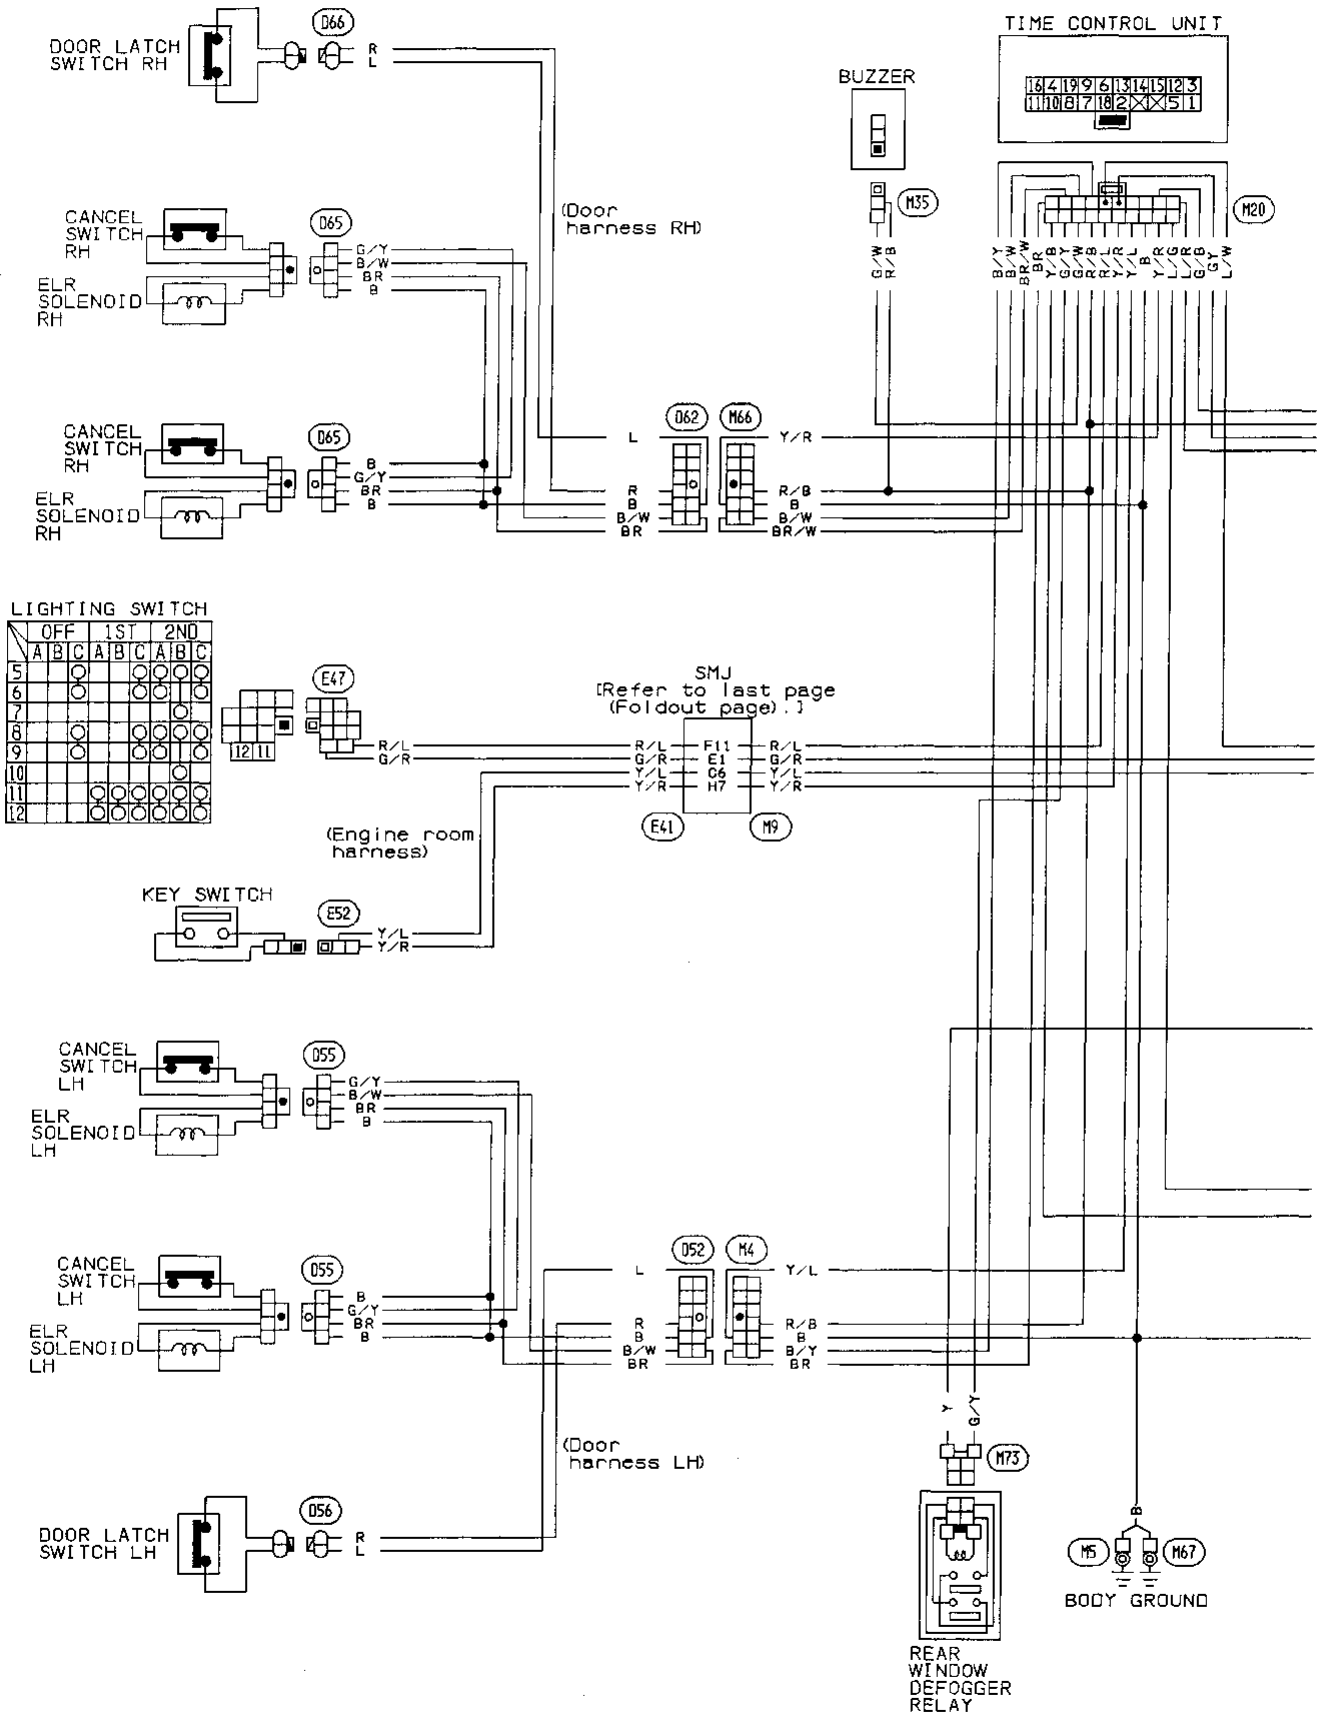 TIME CONTROL UNIT
16 4 19 9 6 13 14 15 12 3
11 10 8 7 18 2 5 1
BUZZER
M35
M20
G/W
R/B
B/Y
B/W
BR/W
BR
Y/B
G/Y
G/W
R/B
R/L
Y/R
Y/L
B
Y/R
L/G
L/R
G/B
GY
L/W
DOOR LATCH
SWITCH RH
D66
R
L
(Door
harness RH)
CANCEL
SWITCH
RH
ELR
SOLENOID
RH
D65
G/Y
B/W
BR
B
CANCEL
SWITCH
RH
ELR
SOLENOID
RH
D65
B
G/Y
BR
B
D62
M66
L
Y/R
R
R/B
B
B
B/W
B/W
BR
BR/W
LIGHTING SWITCH
OFF 1ST 2ND
A B C A B C A B C
5
6
7
8
9
10
11
12
12 11
E47
R/L
G/R
SMJ
[Refer to last page
(Foldout page).]
R/L F11 R/L
G/R E1 G/R
Y/L C6 Y/L
Y/R H7 Y/R
E41
M9
(Engine room
harness)
KEY SWITCH
E52
Y/L
Y/R
CANCEL
SWITCH
LH
ELR
SOLENOID
LH
D55
G/Y
B/W
BR
B
CANCEL
SWITCH
LH
ELR
SOLENOID
LH
D55
B
G/Y
BR
B
D52
M4
L
Y/L
R
R/B
B
B
B/W
B/Y
BR
BR
(Door
harness LH)
DOOR LATCH
SWITCH LH
D56
R
L
Y
G/Y
M73
REAR
WINDOW
DEFOGGER
RELAY
B
M5
M67
BODY GROUND